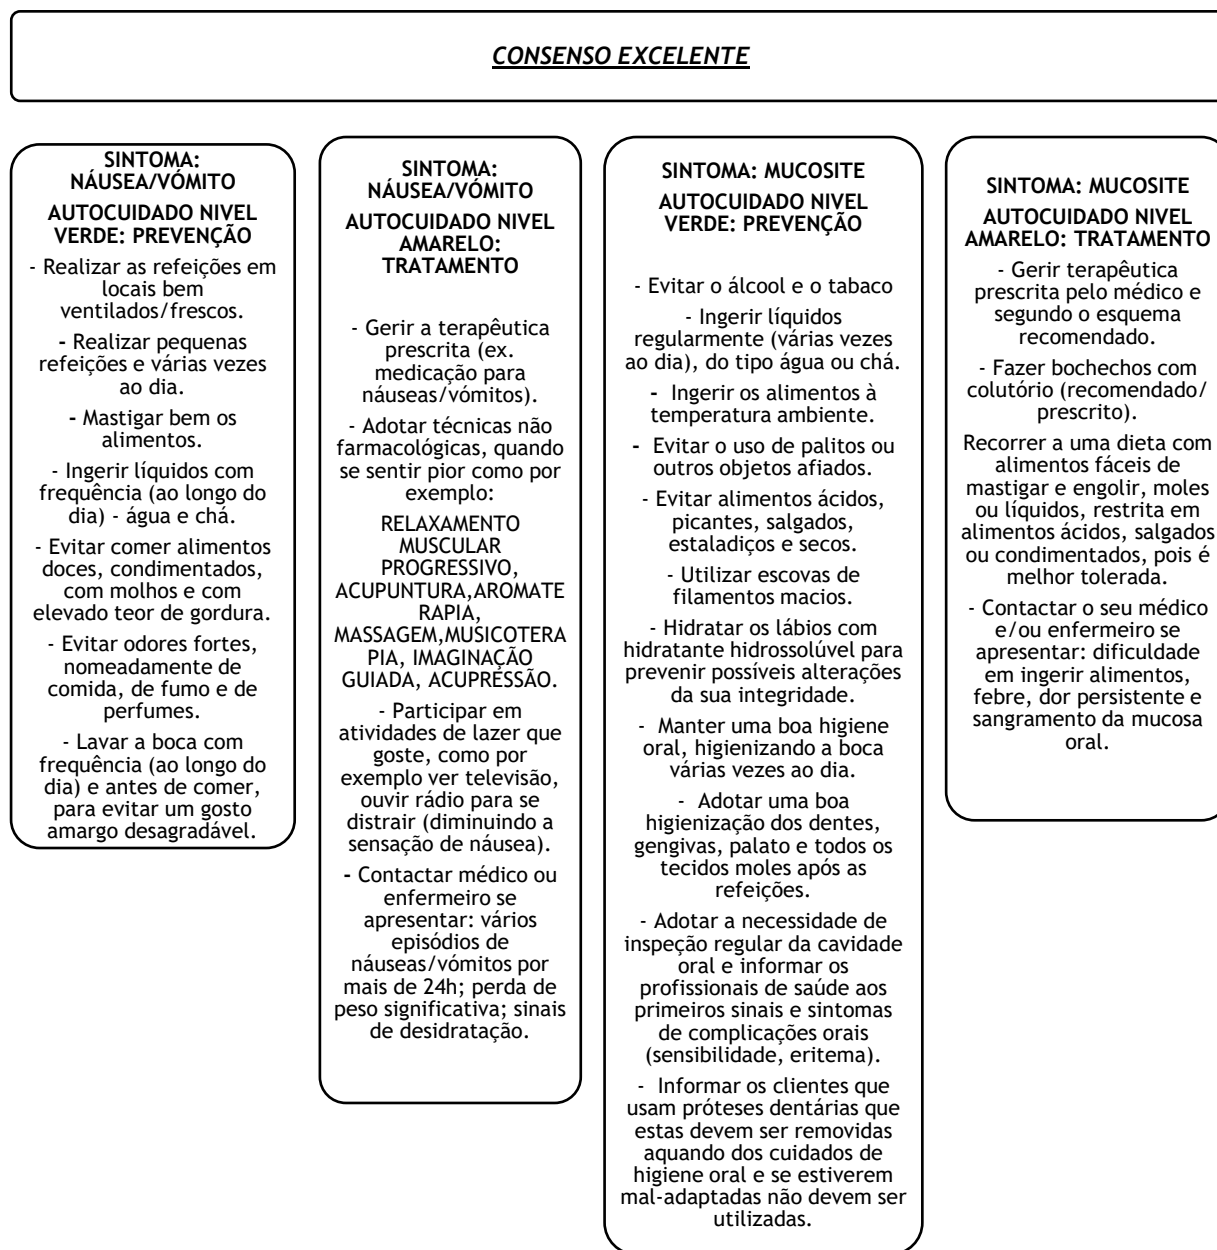 CONSENSO EXCELENTE
SINTOMA:
NÁUSEA/VÓMITO
AUTOCUIDADO NIVEL
VERDE: PREVENÇÃO
- Realizar as refeições em
locais bem
ventilados/frescos.
- Realizar pequenas
refeições e várias vezes
ao dia.
- Mastigar bem os
alimentos.
- Ingerir líquidos com
frequência (ao longo do
dia) - água e chá.
- Evitar comer alimentos
doces, condimentados,
com molhos e com
elevado teor de gordura.
- Evitar odores fortes,
nomeadamente de
comida, de fumo e de
perfumes.
- Lavar a boca com
frequência (ao longo do
dia) e antes de comer,
para evitar um gosto
amargo desagradável.
SINTOMA:
NÁUSEA/VÓMITO
AUTOCUIDADO NIVEL
AMARELO:
TRATAMENTO
- Gerir a terapêutica
prescrita (ex.
medicação para
náuseas/vómitos).
- Adotar técnicas não
farmacológicas, quando
se sentir pior como por
exemplo:
RELAXAMENTO
MUSCULAR
PROGRESSIVO,
ACUPUNTURA,AROMATE
RAPIA,
MASSAGEM,MUSICOTERA
PIA, IMAGINAÇÃO
GUIADA, ACUPRESSÃO.
- Participar em
atividades de lazer que
goste, como por
exemplo ver televisão,
ouvir rádio para se
distrair (diminuindo a
sensação de náusea).
- Contactar médico ou
enfermeiro se
apresentar: vários
episódios de
náuseas/vómitos por
mais de 24h; perda de
peso significativa; sinais
de desidratação.
SINTOMA: MUCOSITE
AUTOCUIDADO NIVEL
VERDE: PREVENÇÃO
- Evitar o álcool e o tabaco
- Ingerir líquidos
regularmente (várias vezes
ao dia), do tipo água ou chá.
- Ingerir os alimentos à
temperatura ambiente.
- Evitar o uso de palitos ou
outros objetos afiados.
- Evitar alimentos ácidos,
picantes, salgados,
estaladiços e secos.
- Utilizar escovas de
filamentos macios.
- Hidratar os lábios com
hidratante hidrossolúvel para
prevenir possíveis alterações
da sua integridade.
- Manter uma boa higiene
oral, higienizando a boca
várias vezes ao dia.
- Adotar uma boa
higienização dos dentes,
gengivas, palato e todos os
tecidos moles após as
refeições.
- Adotar a necessidade de
inspeção regular da cavidade
oral e informar os
profissionais de saúde aos
primeiros sinais e sintomas
de complicações orais
(sensibilidade, eritema).
- Informar os clientes que
usam próteses dentárias que
estas devem ser removidas
aquando dos cuidados de
higiene oral e se estiverem
mal-adaptadas não devem ser
utilizadas.
SINTOMA: MUCOSITE
AUTOCUIDADO NIVEL
AMARELO: TRATAMENTO
- Gerir terapêutica
prescrita pelo médico e
segundo o esquema
recomendado.
- Fazer bochechos com
colutório (recomendado/
prescrito).
Recorrer a uma dieta com
alimentos fáceis de
mastigar e engolir, moles
ou líquidos, restrita em
alimentos ácidos, salgados
ou condimentados, pois é
melhor tolerada.
- Contactar o seu médico
e/ou enfermeiro se
apresentar: dificuldade
em ingerir alimentos,
febre, dor persistente e
sangramento da mucosa
oral.